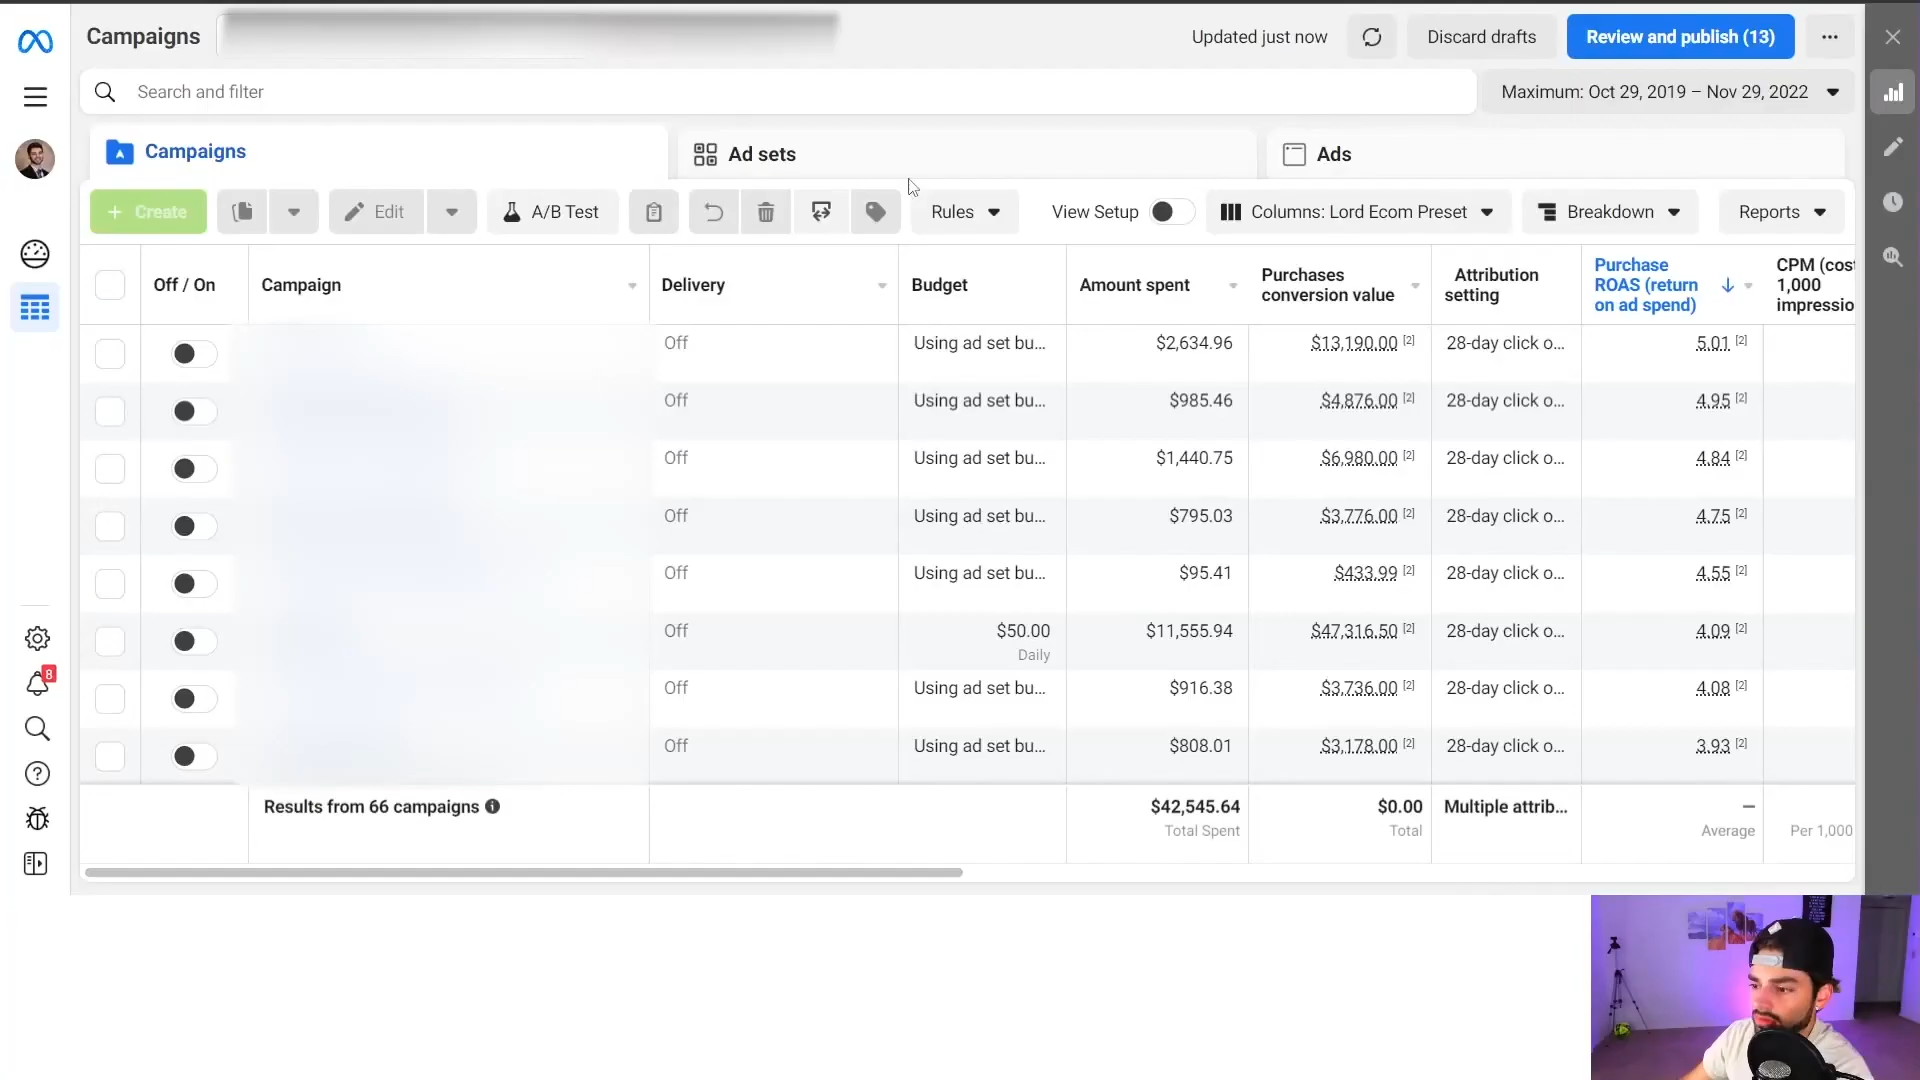 Campaigns
Updated just now
Discard drafts
Review and publish (13)
Search and filter
Maximum: Oct 29, 2019 – Nov 29, 2022
Campaigns
Ad sets
Ads
+ Create
Edit
A/B Test
Rules
View Setup
Columns: Lord Ecom Preset
Breakdown
Reports
Off / On
Campaign
Delivery
Budget
Amount spent
Purchases
conversion value
Attribution
setting
Purchase
ROAS (return
on ad spend)
CPM (cost
1,000
impressio
Off Using ad set bu... $2,634.96 $13,190.00 [2] 28-day click o... 5.01 [2]
Off Using ad set bu... $985.46 $4,876.00 [2] 28-day click o... 4.95 [2]
Off Using ad set bu... $1,440.75 $6,980.00 [2] 28-day click o... 4.84 [2]
Off Using ad set bu... $795.03 $3,776.00 [2] 28-day click o... 4.75 [2]
Off Using ad set bu... $95.41 $433.99 [2] 28-day click o... 4.55 [2]
Off $50.00 $11,555.94 $47,316.50 [2] 28-day click o... 4.09 [2]
Daily
Off Using ad set bu... $916.38 $3,736.00 [2] 28-day click o... 4.08 [2]
Off Using ad set bu... $808.01 $3,178.00 [2] 28-day click o... 3.93 [2]
8
Results from 66 campaigns $42,545.64 $0.00 Multiple attrib... —
Total Spent Total Average Per 1,000